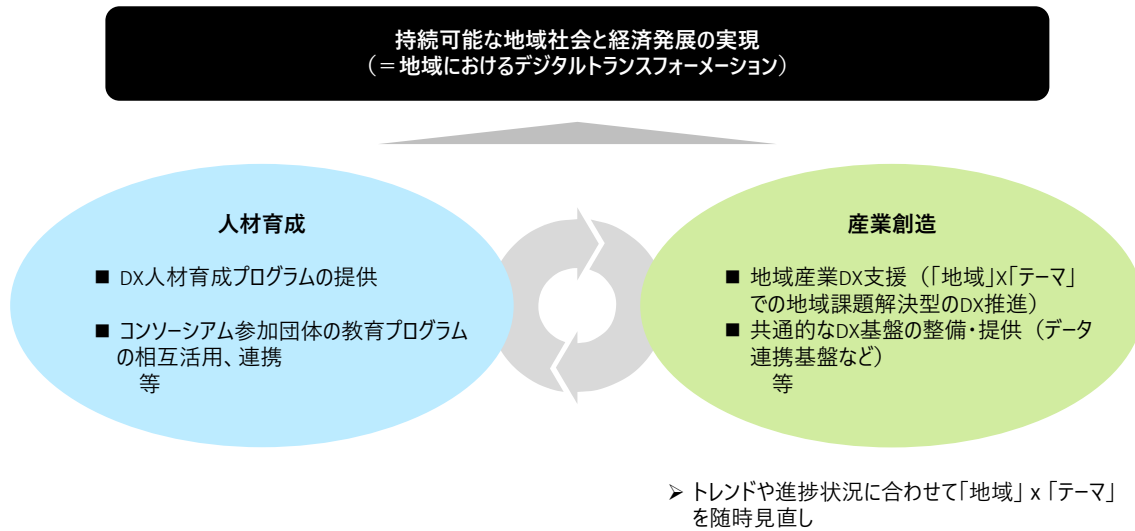 持続可能な地域社会と経済発展の実現
（＝地域におけるデジタルトランスフォーメーション）
人材育成
■ DX人材育成プログラムの提供
■ コンソーシアム参加団体の教育プログラム
の相互活用、連携
等
産業創造
■ 地域産業DX支援（「地域」X「テーマ」
での地域課題解決型のDX推進）
■ 共通的なDX基盤の整備・提供（データ
連携基盤など）
等
➢ トレンドや進捗状況に合わせて「地域」 x 「テーマ」
を随時見直し